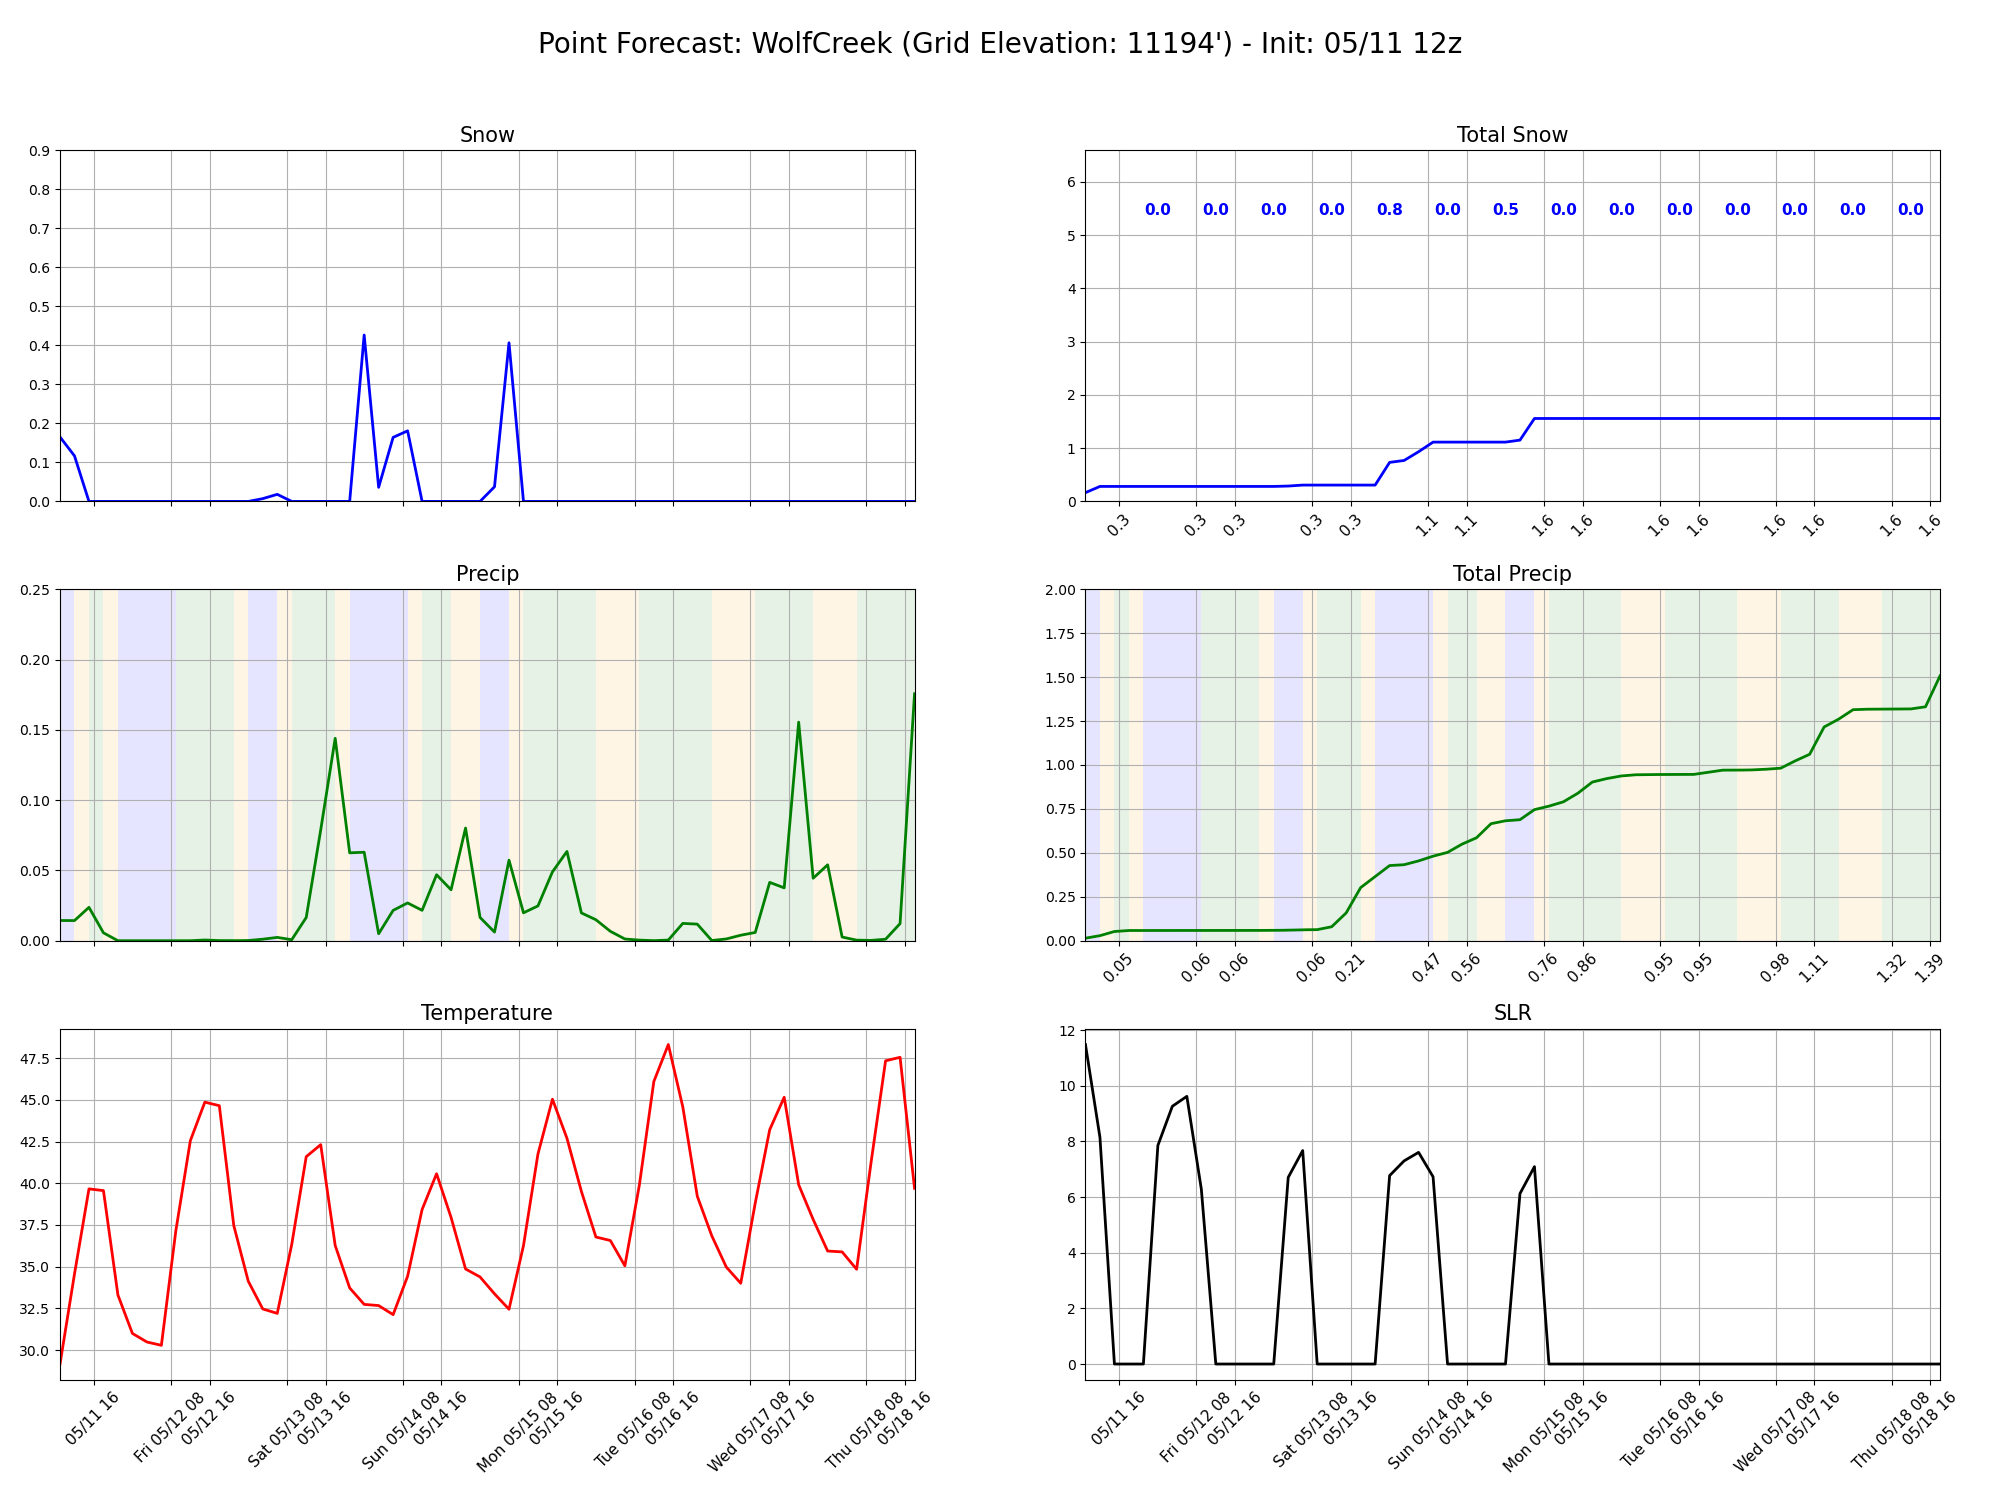 Point Forecast: WolfCreek (Grid Elevation: 11194') - Init: 05/11 12z
Snow
0.9
0.8
0.7
0.6
0.5
0.4
0.3
0.2
0.1
0.0
Total Snow
6
5
4
3
2
1
0
0.0 0.0 0.0 0.0 0.8 0.0 0.5 0.0 0.0 0.0 0.0 0.0 0.0 0.0
0.3 0.3 0.3 0.3 0.3 1.1 1.1 1.6 1.6 1.6 1.6 1.6 1.6 1.6 1.6
Precip
0.25
0.20
0.15
0.10
0.05
0.00
Total Precip
2.00
1.75
1.50
1.25
1.00
0.75
0.50
0.25
0.00
0.05 0.06 0.06 0.06 0.21 0.47 0.56 0.76 0.86 0.95 0.95 0.98 1.11 1.32 1.39
Temperature
47.5
45.0
42.5
40.0
37.5
35.0
32.5
30.0
05/11 16
Fri 05/12 08
05/12 16
Sat 05/13 08
05/13 16
Sun 05/14 08
05/14 16
Mon 05/15 08
05/15 16
Tue 05/16 08
05/16 16
Wed 05/17 08
05/17 16
Thu 05/18 08
05/18 16
SLR
12
10
8
6
4
2
0
05/11 16
Fri 05/12 08
05/12 16
Sat 05/13 08
05/13 16
Sun 05/14 08
05/14 16
Mon 05/15 08
05/15 16
Tue 05/16 08
05/16 16
Wed 05/17 08
05/17 16
Thu 05/18 08
05/18 16